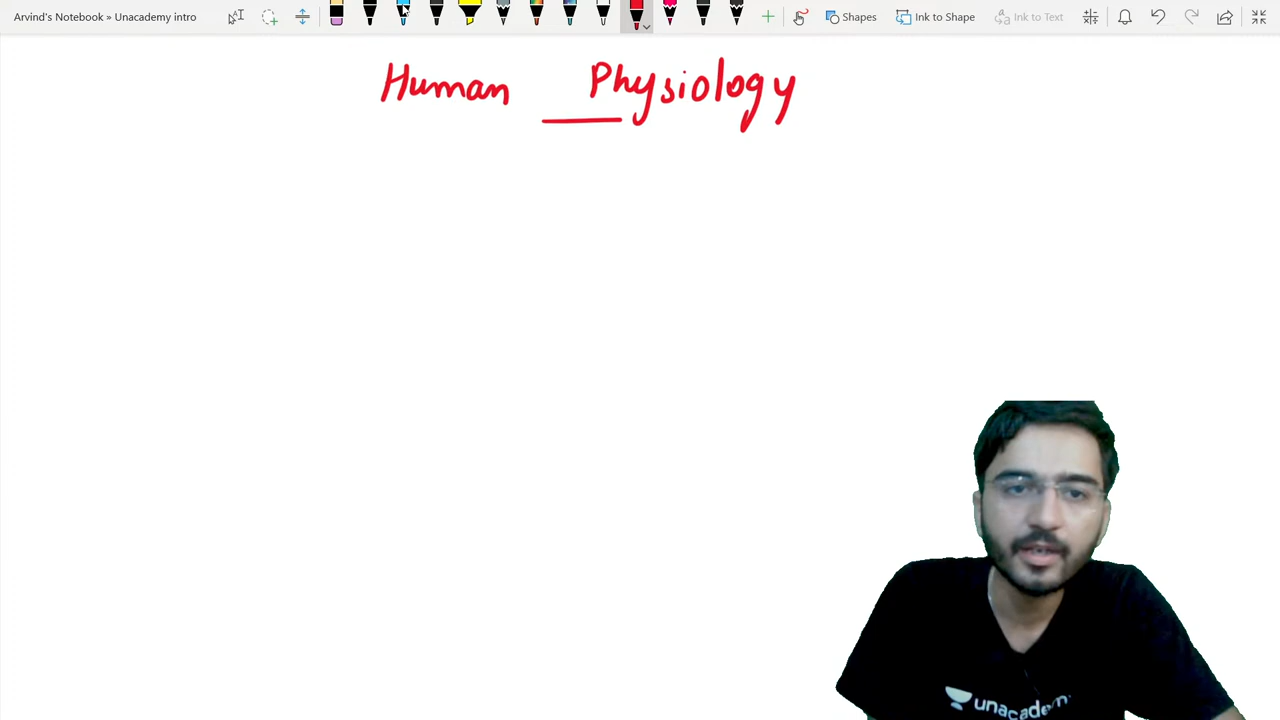 Arvind's Notebook » Unacademy intro
Shapes
Ink to Shape
Ink to Text
Human Physiology
unacademy